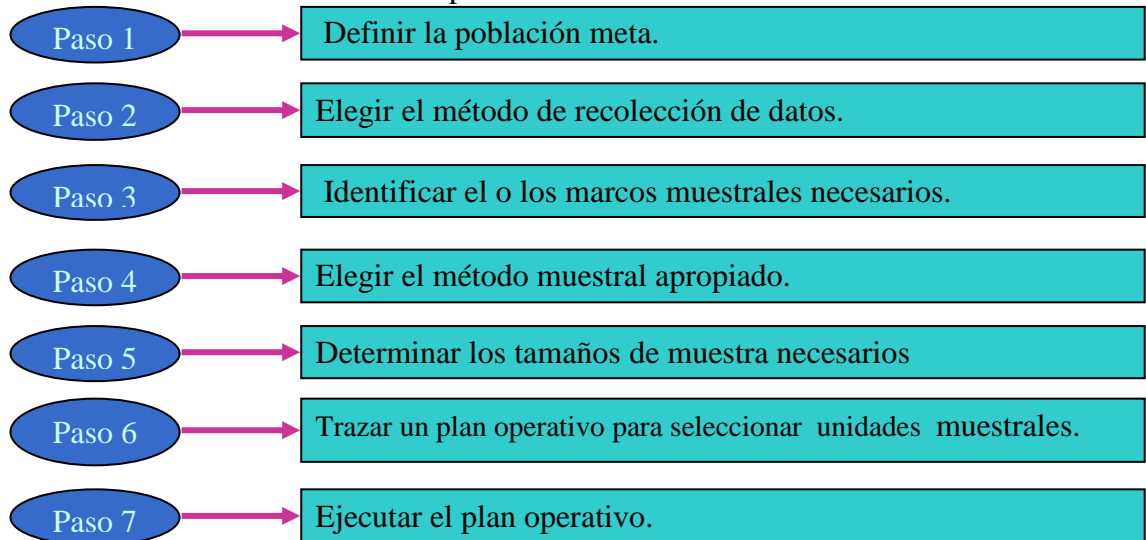 Paso 1 Definir la población meta.
Paso 2 Elegir el método de recolección de datos.
Paso 3 Identificar el o los marcos muestrales necesarios.
Paso 4 Elegir el método muestral apropiado.
Paso 5 Determinar los tamaños de muestra necesarios
Paso 6 Trazar un plan operativo para seleccionar unidades muestrales.
Paso 7 Ejecutar el plan operativo.